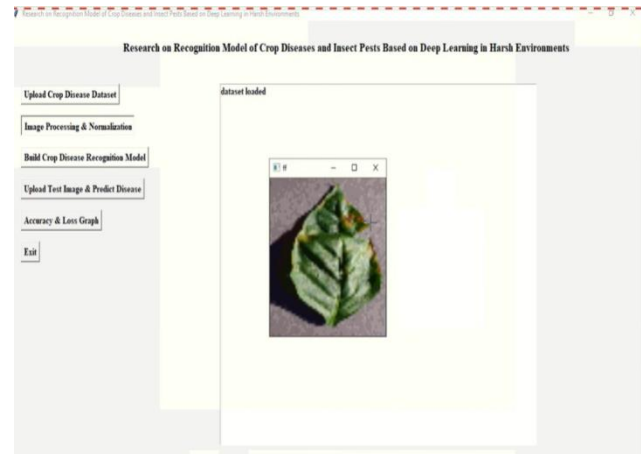 Research on Recognition Model of Crop Diseases and Insect Pests Based on Deep Learning in Harsh Environments
Research on Recognition Model of Crop Diseases and Insect Pests Based on Deep Learning in Harsh Environments
Upload Crop Disease Dataset
dataset loaded
Image Processing & Normalization
Build Crop Disease Recognition Model
Upload Test Image & Predict Disease
Accuracy & Loss Graph
Exit
ff